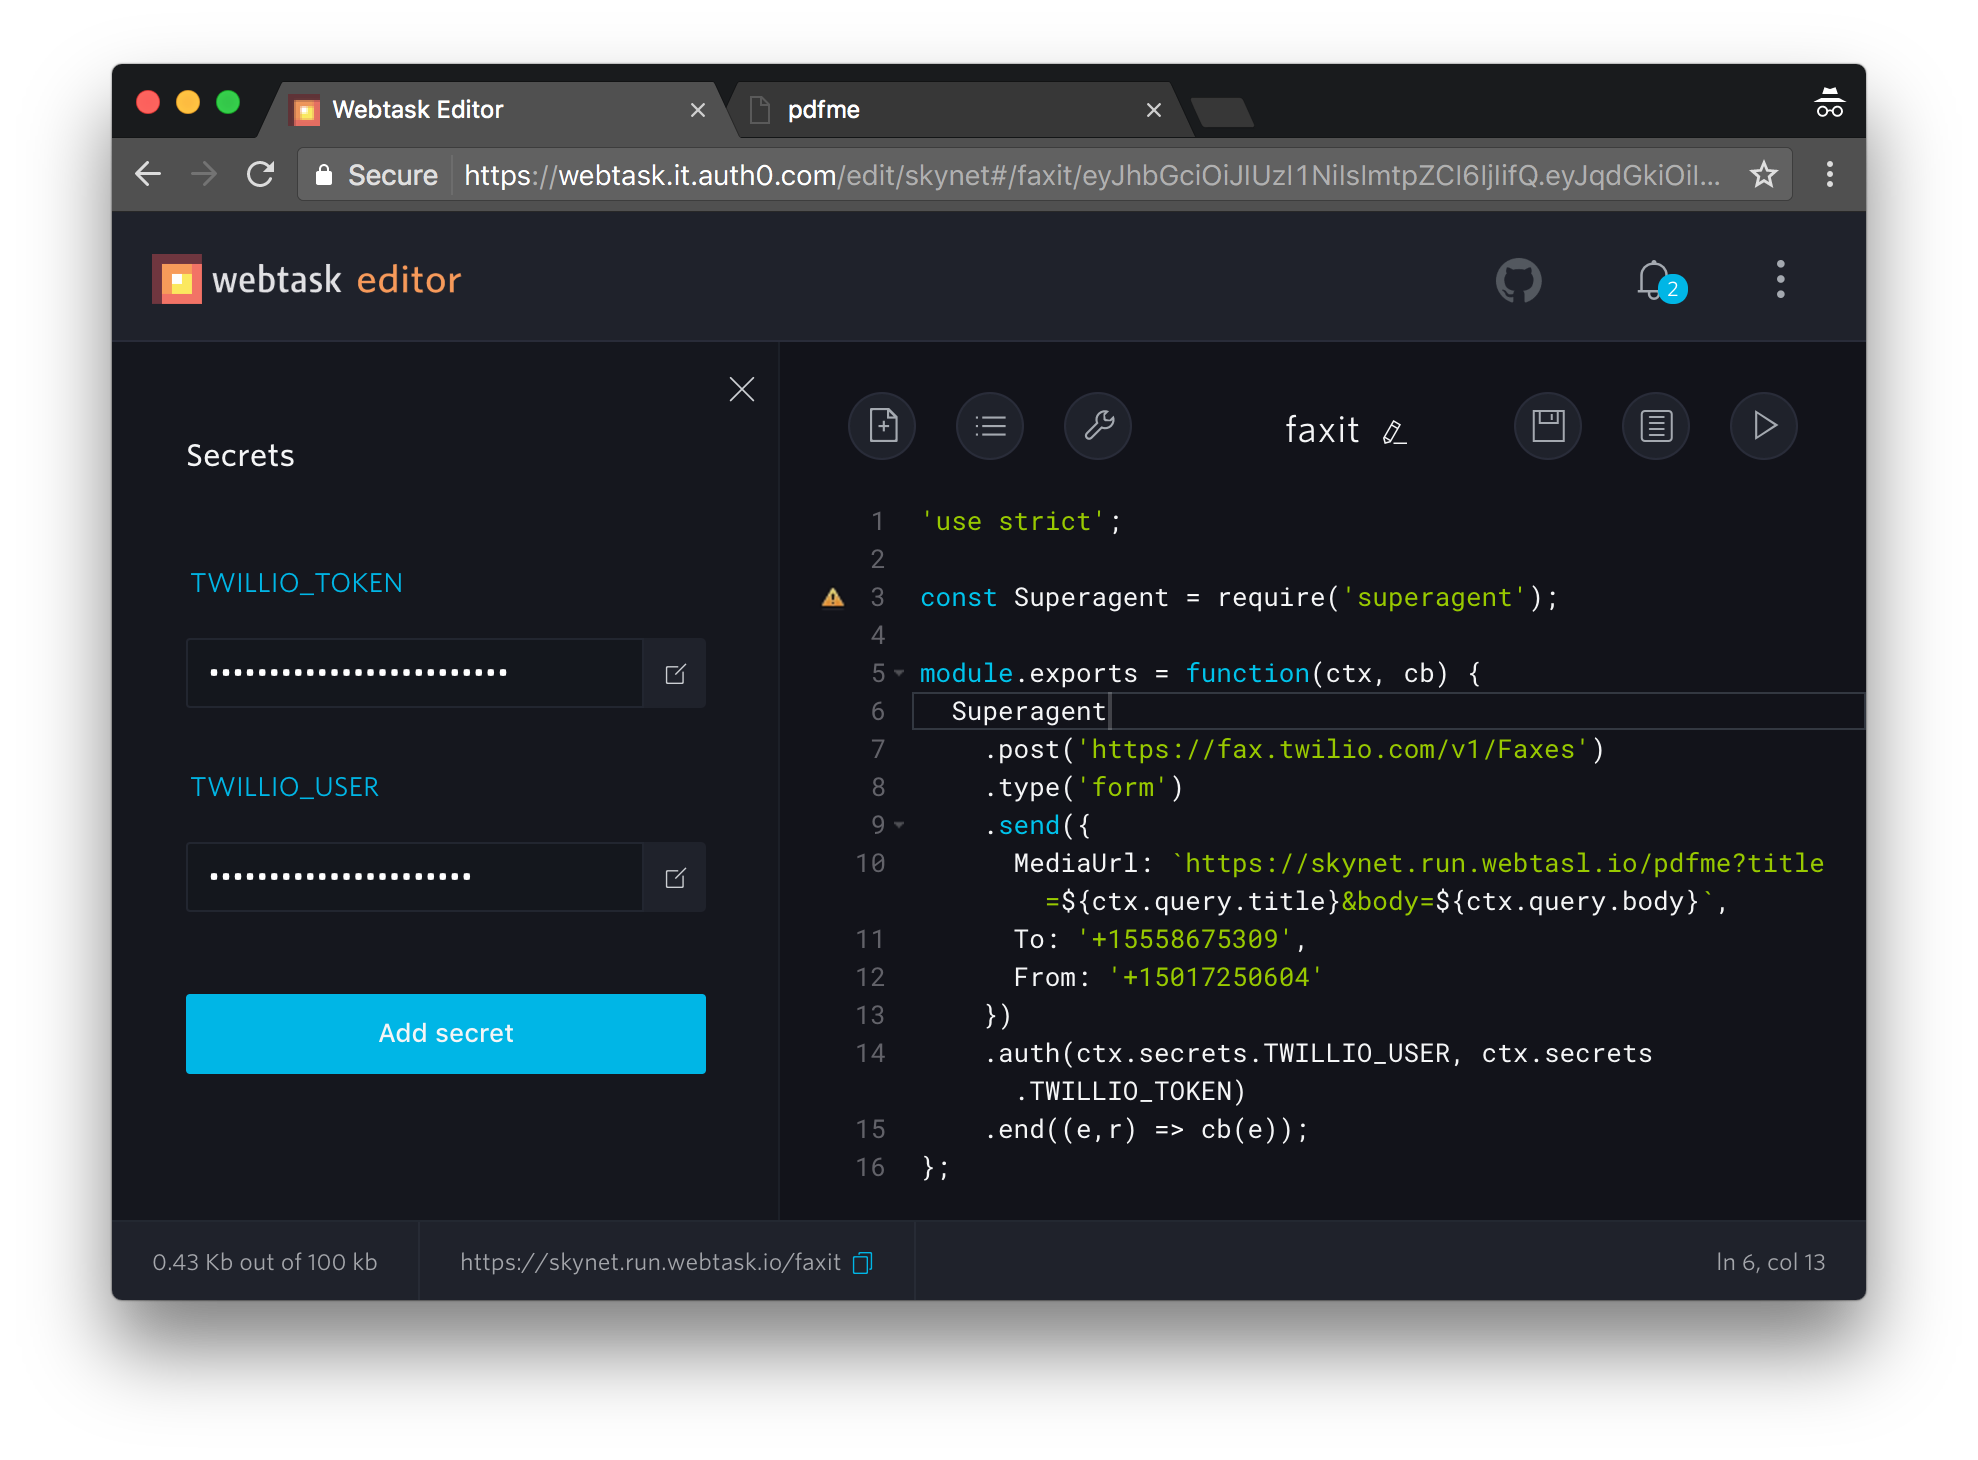 Webtask Editor
pdfme
Secure https://webtask.it.auth0.com/edit/skynet#/faxit/eyJhbGciOiJIUzI1NiIsImtpZCI6IjIifQ.eyJqdGkiOiI...
webtask editor
2
Secrets
TWILLIO_TOKEN
•••••••••••••••••••••••••
TWILLIO_USER
••••••••••••••••••••••
Add secret
faxit
1 'use strict';
2
3 const Superagent = require('superagent');
4
5 module.exports = function(ctx, cb) {
6 Superagent
7 .post('https://fax.twilio.com/v1/Faxes')
8 .type('form')
9 .send({
10 MediaUrl: `https://skynet.run.webtasl.io/pdfme?title
=${ctx.query.title}&body=${ctx.query.body}`,
11 To: '+15558675309',
12 From: '+15017250604'
13 })
14 .auth(ctx.secrets.TWILLIO_USER, ctx.secrets
.TWILLIO_TOKEN)
15 .end((e,r) => cb(e));
16 };
0.43 Kb out of 100 kb
https://skynet.run.webtask.io/faxit
ln 6, col 13